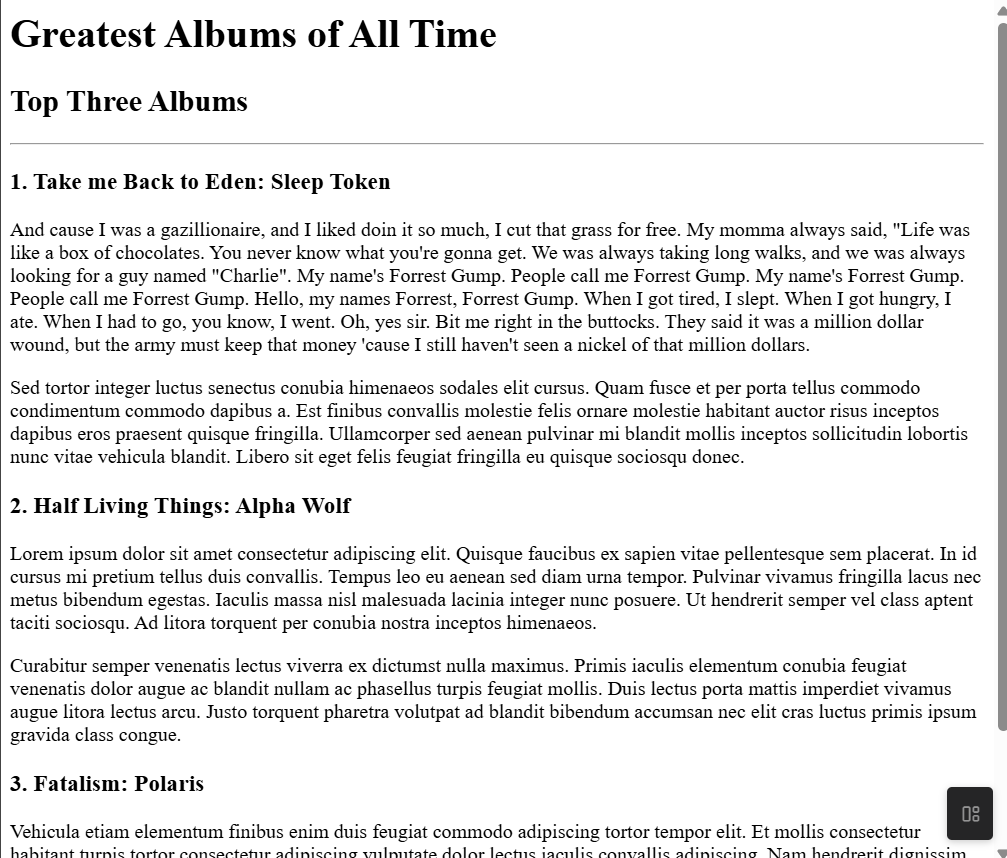 Greatest Albums of All Time
Top Three Albums
1. Take me Back to Eden: Sleep Token
And cause I was a gazillionaire, and I liked doin it so much, I cut that grass for free. My momma always said, "Life was
like a box of chocolates. You never know what you're gonna get. We was always taking long walks, and we was always
looking for a guy named "Charlie". My name's Forrest Gump. People call me Forrest Gump. My name's Forrest Gump.
People call me Forrest Gump. Hello, my names Forrest, Forrest Gump. When I got tired, I slept. When I got hungry, I
ate. When I had to go, you know, I went. Oh, yes sir. Bit me right in the buttocks. They said it was a million dollar
wound, but the army must keep that money 'cause I still haven't seen a nickel of that million dollars.
Sed tortor integer luctus senectus conubia himenaeos sodales elit cursus. Quam fusce et per porta tellus commodo
condimentum commodo dapibus a. Est finibus convallis molestie felis ornare molestie habitant auctor risus inceptos
dapibus eros praesent quisque fringilla. Ullamcorper sed aenean pulvinar mi blandit mollis inceptos sollicitudin lobortis
nunc vitae vehicula blandit. Libero sit eget felis feugiat fringilla eu quisque sociosqu donec.
2. Half Living Things: Alpha Wolf
Lorem ipsum dolor sit amet consectetur adipiscing elit. Quisque faucibus ex sapien vitae pellentesque sem placerat. In id
cursus mi pretium tellus duis convallis. Tempus leo eu aenean sed diam urna tempor. Pulvinar vivamus fringilla lacus nec
metus bibendum egestas. Iaculis massa nisl malesuada lacinia integer nunc posuere. Ut hendrerit semper vel class aptent
taciti sociosqu. Ad litora torquent per conubia nostra inceptos himenaeos.
Curabitur semper venenatis lectus viverra ex dictumst nulla maximus. Primis iaculis elementum conubia feugiat
venenatis dolor augue ac blandit nullam ac phasellus turpis feugiat mollis. Duis lectus porta mattis imperdiet vivamus
augue litora lectus arcu. Justo torquent pharetra volutpat ad blandit bibendum accumsan nec elit cras luctus primis ipsum
gravida class congue.
3. Fatalism: Polaris
Vehicula etiam elementum finibus enim duis feugiat commodo adipiscing tortor tempor elit. Et mollis consectetur
habitant turpis tortor consectetur adipiscing vulputate dolor lectus iaculis convallis adipiscing. Nam hendrerit dignissim